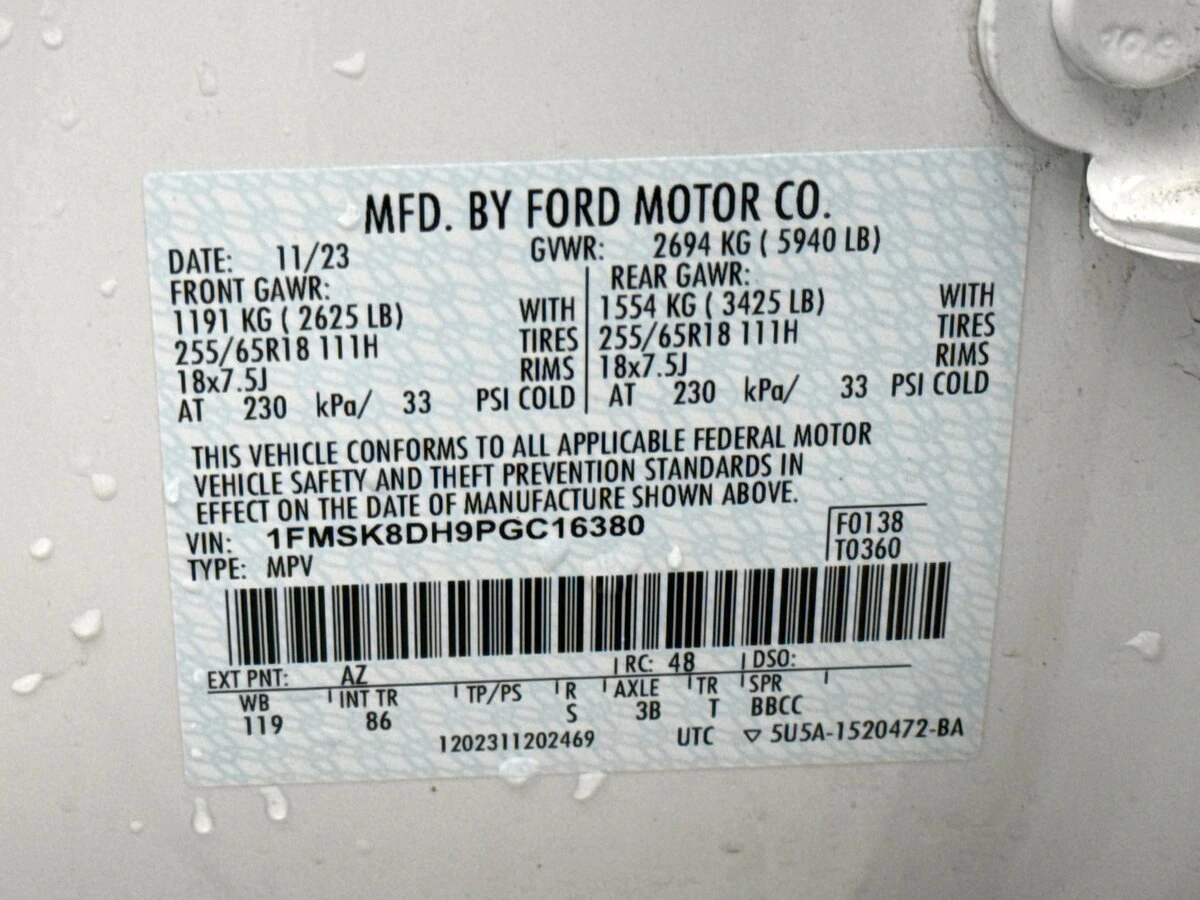 10.9
MFD. BY FORD MOTOR CO.
DATE: 11/23 GVWR: 2694 KG ( 5940 LB)
FRONT GAWR: REAR GAWR:
1191 KG ( 2625 LB) WITH 1554 KG ( 3425 LB) WITH
255/65R18 111H TIRES 255/65R18 111H TIRES
18x7.5J RIMS 18x7.5J RIMS
AT 230 kPa/ 33 PSI COLD AT 230 kPa/ 33 PSI COLD
THIS VEHICLE CONFORMS TO ALL APPLICABLE FEDERAL MOTOR
VEHICLE SAFETY AND THEFT PREVENTION STANDARDS IN
EFFECT ON THE DATE OF MANUFACTURE SHOWN ABOVE.
VIN: 1FMSK8DH9PGC16380 F0138
TYPE: MPV T0360
EXT PNT: AZ RC: 48 DSO:
WB INT TR TP/PS R AXLE TR SPR
119 86 S 3B T BBCC
1202311202469 UTC ▽ 5U5A-1520472-BA